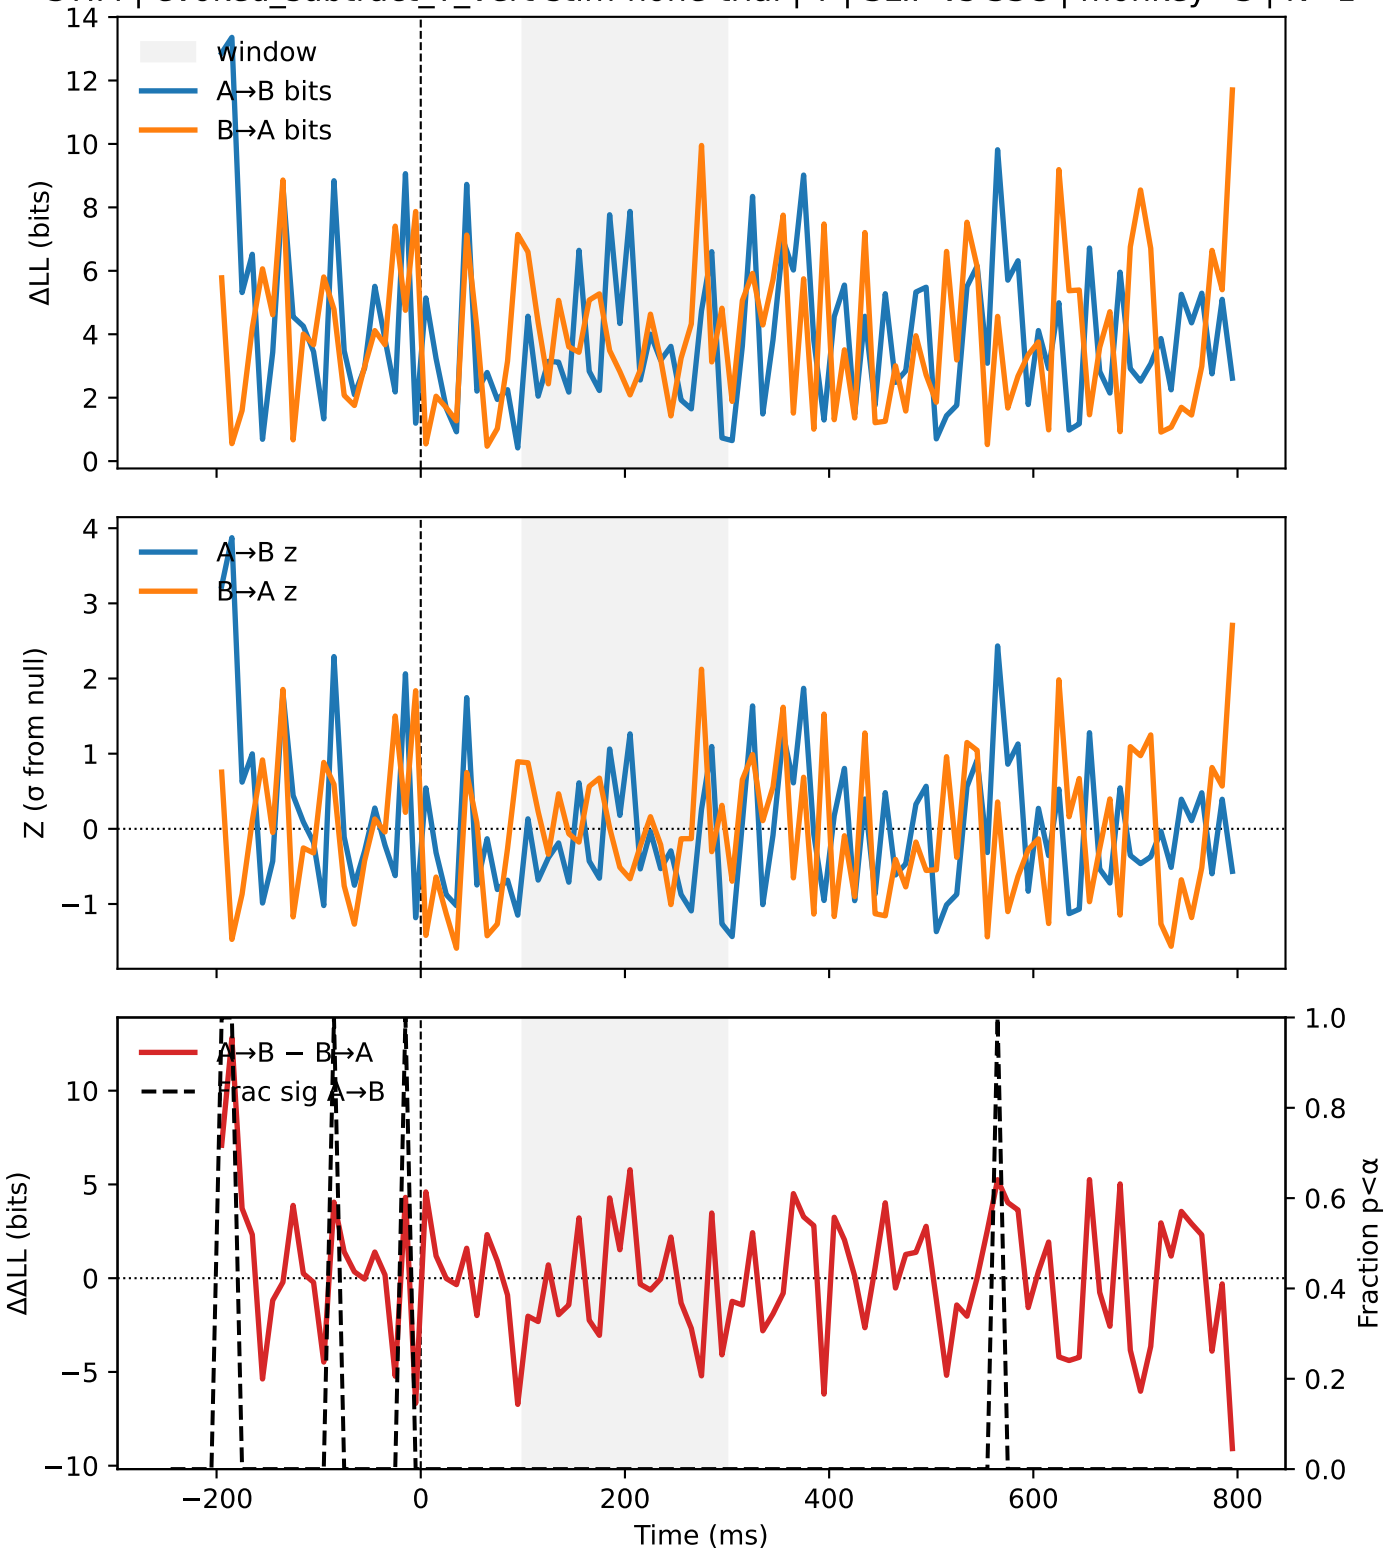 14
12
10
8
6
4
2
0
ΔLL (bits)
window
A→B bits
B→A bits
4
3
2
1
0
−1
Z (σ from null)
A→B z
B→A z
10
5
0
−5
−10
ΔΔLL (bits)
A→B − B→A
Frac sig A→B
1.0
0.8
0.6
0.4
0.2
0.0
Fraction p<α
−200
0
200
400
600
800
Time (ms)